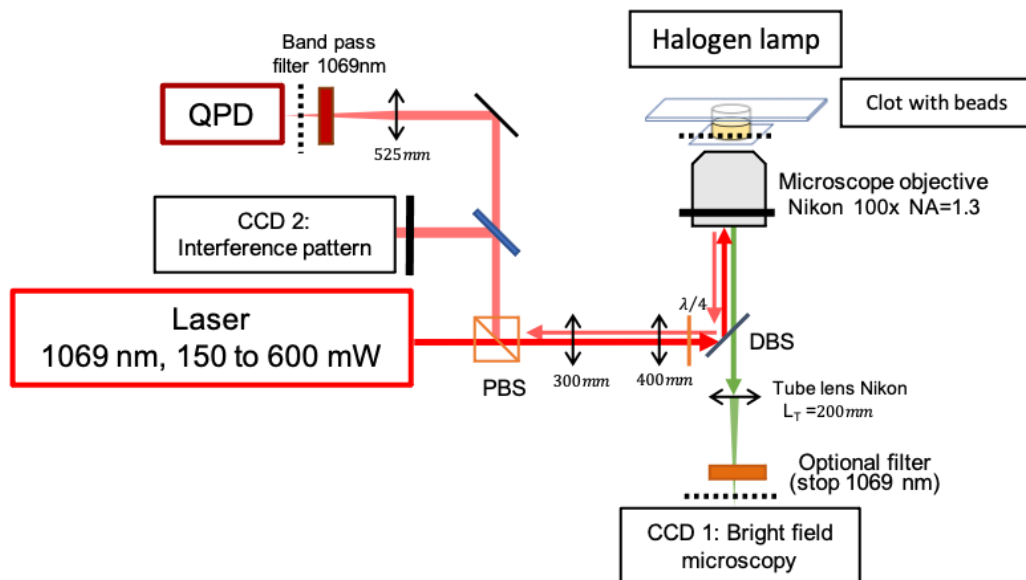 Band pass
filter 1069nm
QPD
525mm
Halogen lamp
Clot with beads
Microscope objective
Nikon 100x NA=1.3
CCD 2:
Interference pattern
Laser
1069 nm, 150 to 600 mW
PBS
300mm
400mm
λ/4
DBS
Tube lens Nikon
L_T =200mm
Optional filter
(stop 1069 nm)
CCD 1: Bright field
microscopy